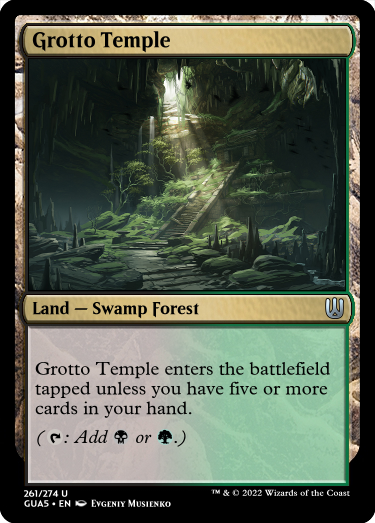 Grotto Temple
Land — Swamp Forest
Grotto Temple enters the battlefield
tapped unless you have five or more
cards in your hand.
( : Add  or .)
261/274 U
GUA5 • EN Evgeniy Musienko
™ & © 2022 Wizards of the Coast